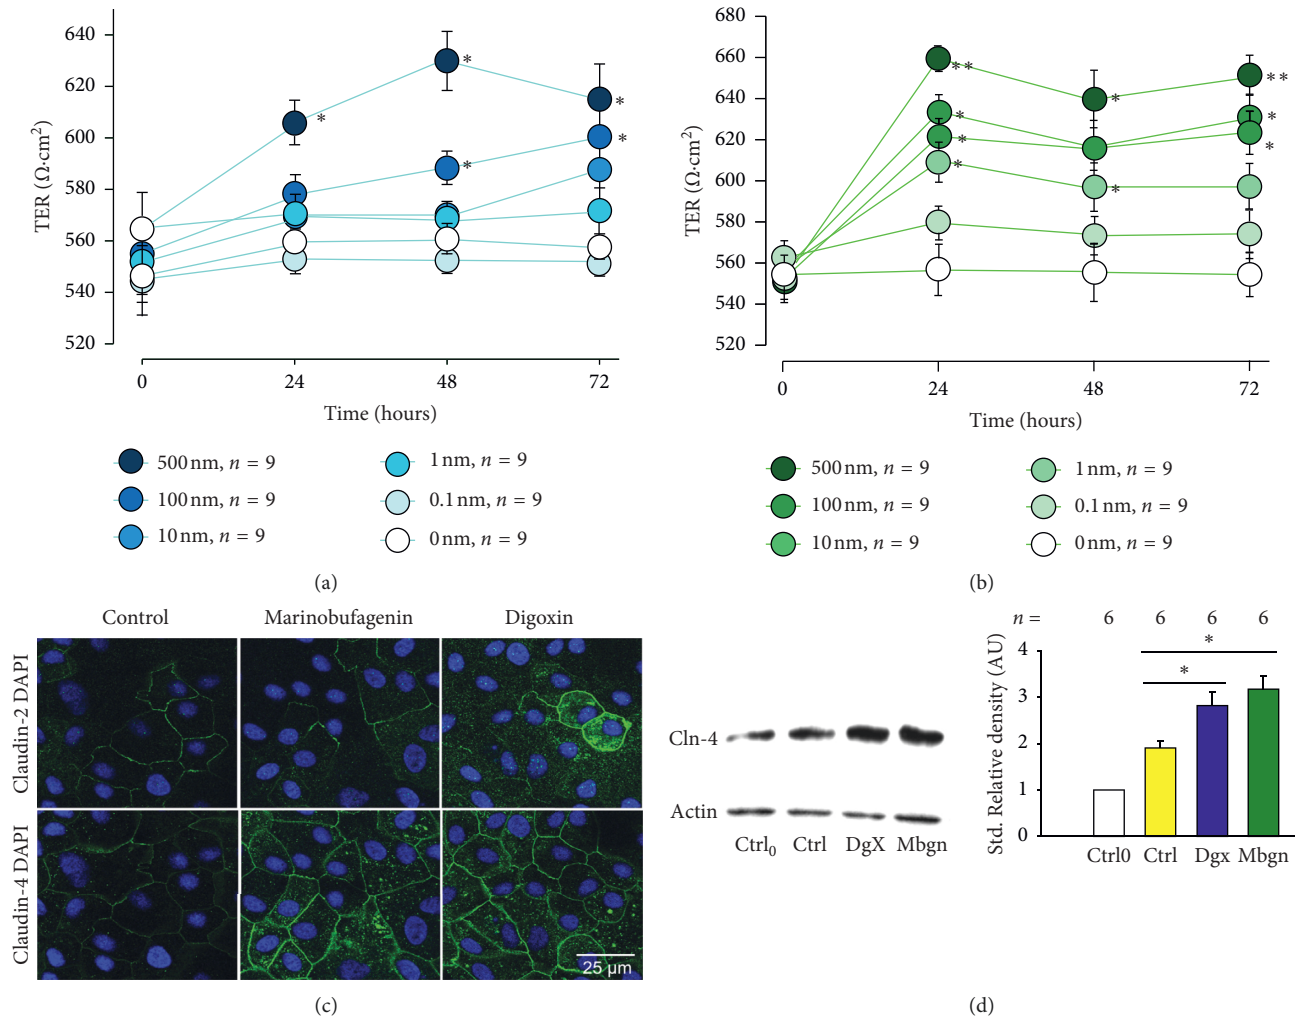 640
620
600
580
560
540
520
TER (Ω·cm²)
*
*
*
*
*
0
24
48
72
Time (hours)
500 nm, n = 9
100 nm, n = 9
10 nm, n = 9
1 nm, n = 9
0.1 nm, n = 9
0 nm, n = 9
(a)
680
660
640
620
600
580
560
540
520
TER (Ω·cm²)
**
*
*
*
*
*
**
*
*
0
24
48
72
Time (hours)
500 nm, n = 9
100 nm, n = 9
10 nm, n = 9
1 nm, n = 9
0.1 nm, n = 9
0 nm, n = 9
(b)
Control
Marinobufagenin
Digoxin
Claudin-2 DAPI
Claudin-4 DAPI
25 µm
(c)
Cln-4
Actin
Ctrl₀ Ctrl DgX Mbgn
n = 6 6 6 6
*
*
4
3
2
1
0
Std. Relative density (AU)
Ctrl0 Ctrl Dgx Mbgn
(d)